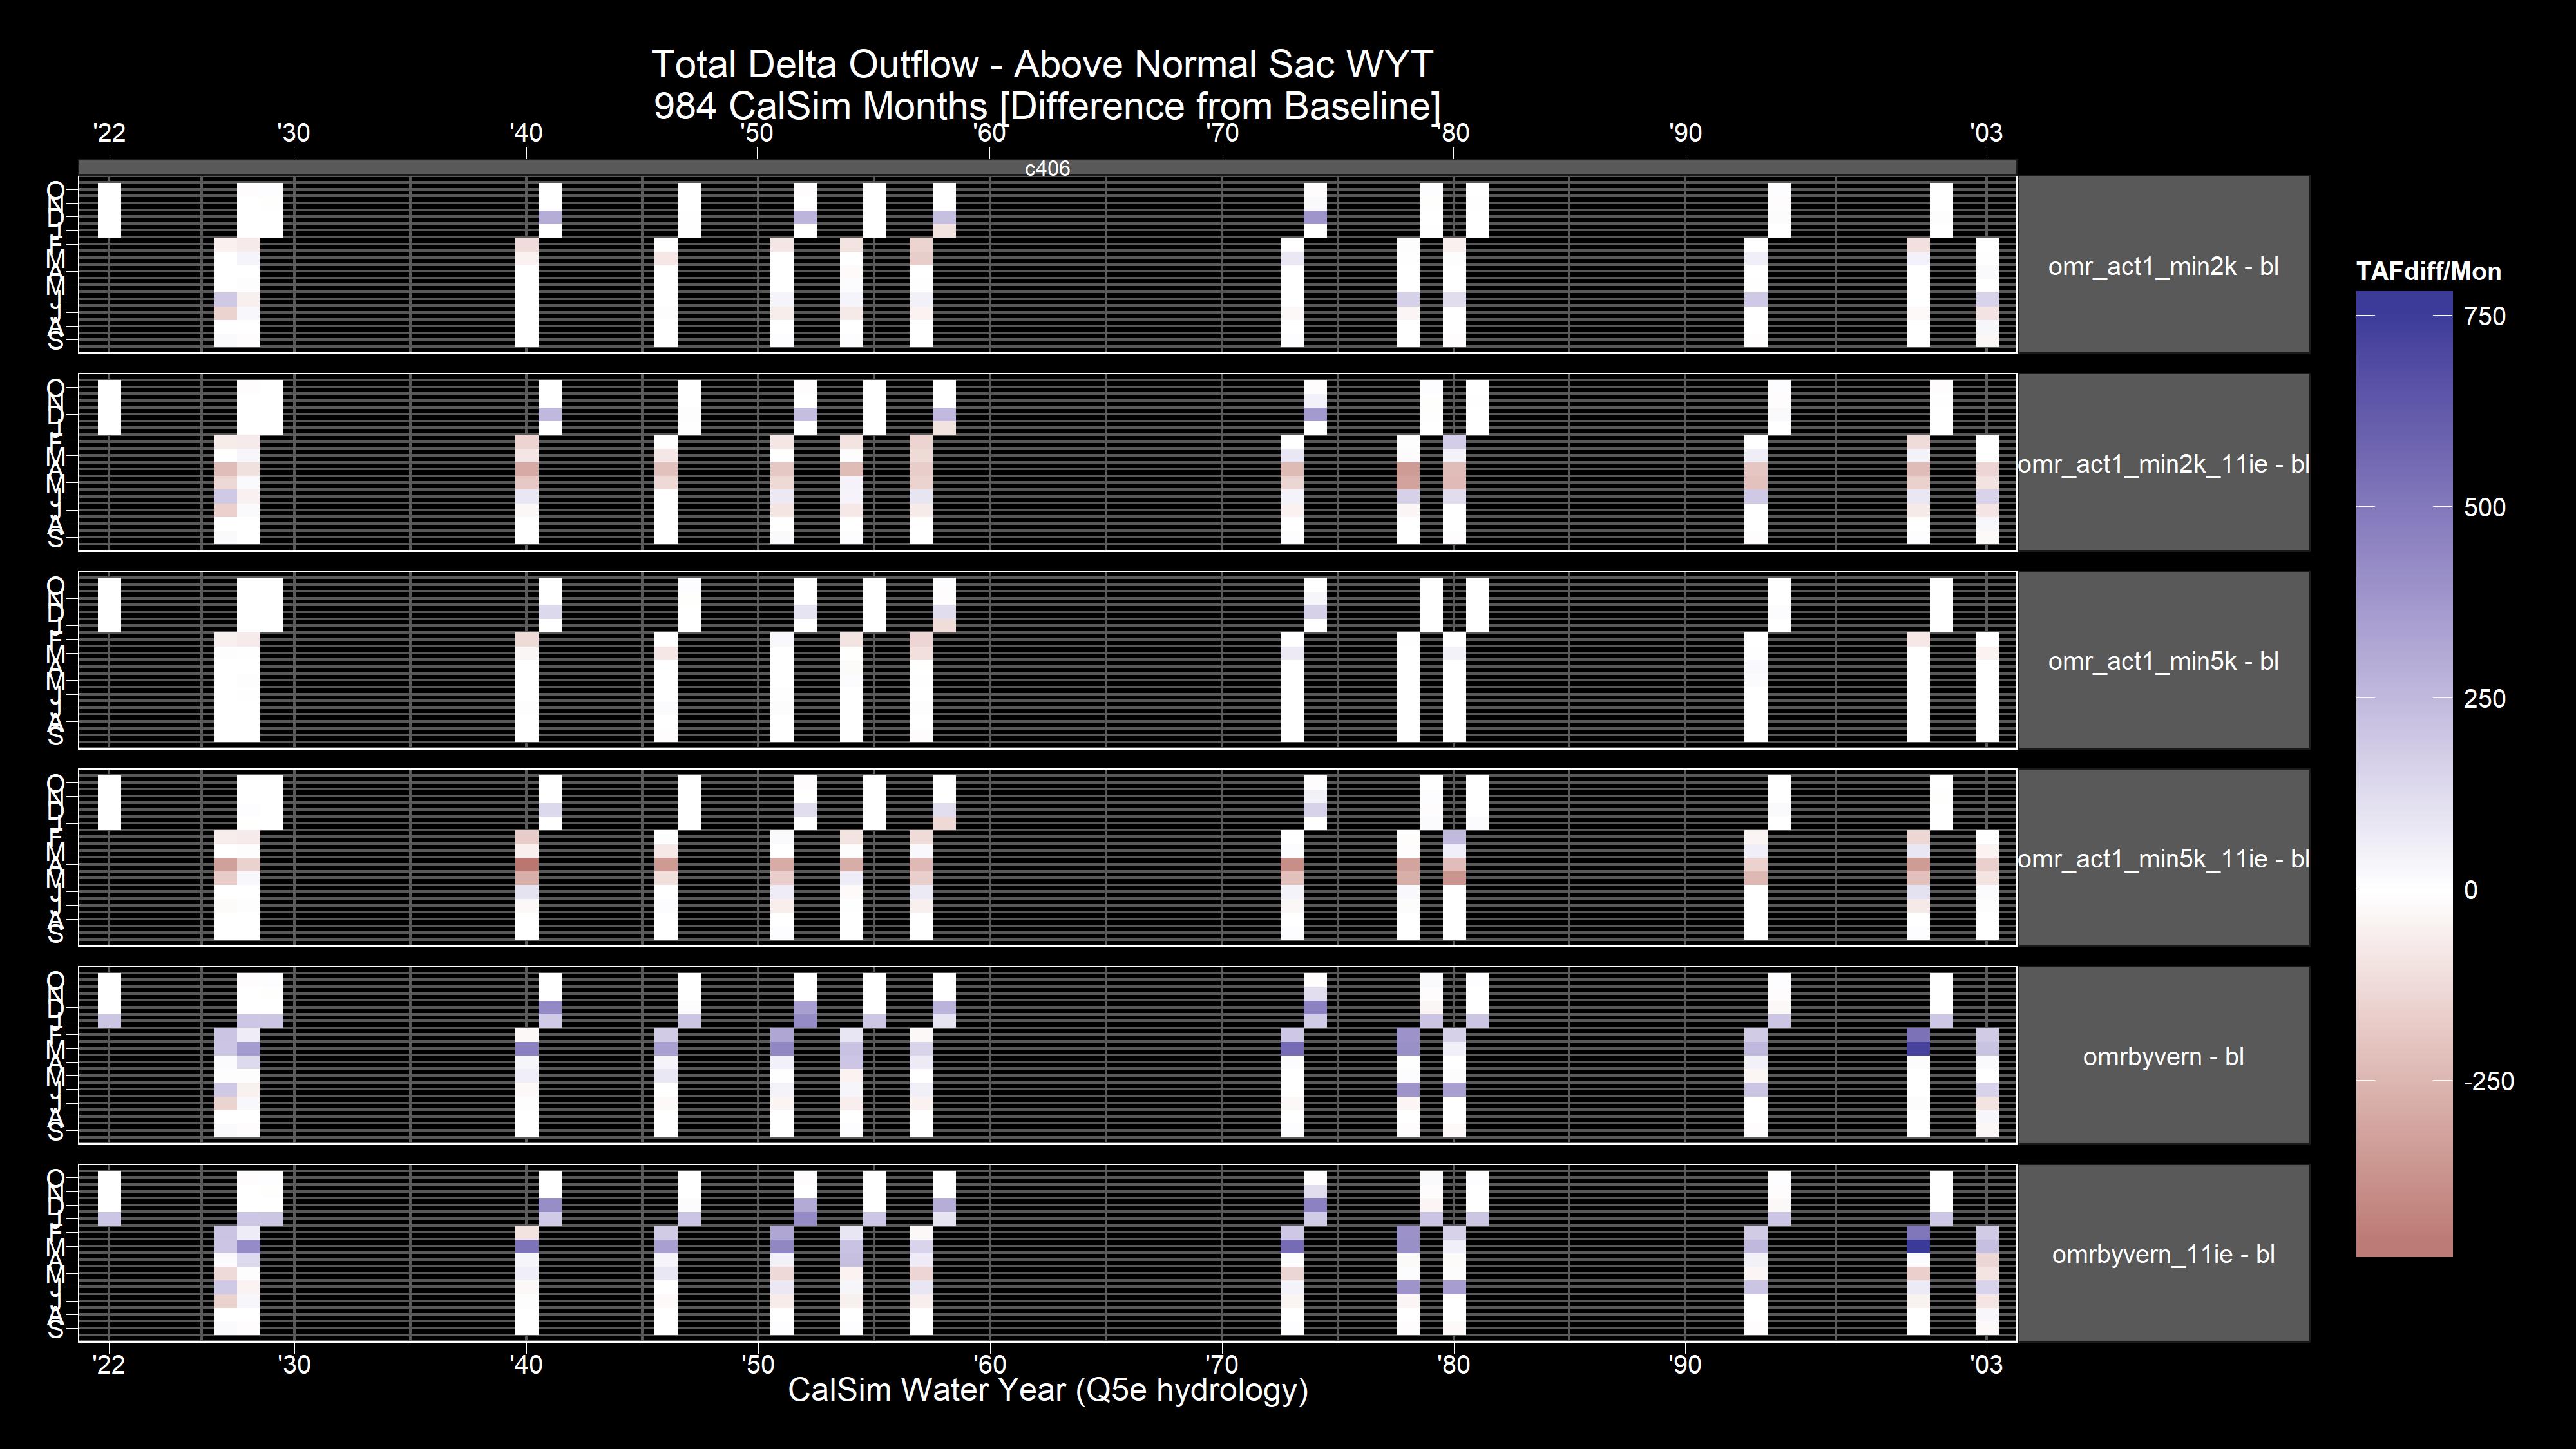 Total Delta Outflow - Above Normal Sac WYT
984 CalSim Months [Difference from Baseline]
'22 '30 '40 '50 '60 '70 '80 '90 '03
c406
O
N
D
J
F
M
A
M
J
J
A
S
omr_act1_min2k - bl
O
N
D
J
F
M
A
M
J
J
A
S
omr_act1_min2k_11ie - bl
O
N
D
J
F
M
A
M
J
J
A
S
omr_act1_min5k - bl
O
N
D
J
F
M
A
M
J
J
A
S
omr_act1_min5k_11ie - bl
O
N
D
J
F
M
A
M
J
J
A
S
omrbyvern - bl
O
N
D
J
F
M
A
M
J
J
A
S
omrbyvern_11ie - bl
'22 '30 '40 '50 '60 '70 '80 '90 '03
CalSim Water Year (Q5e hydrology)
TAFdiff/Mon
750
500
250
0
-250